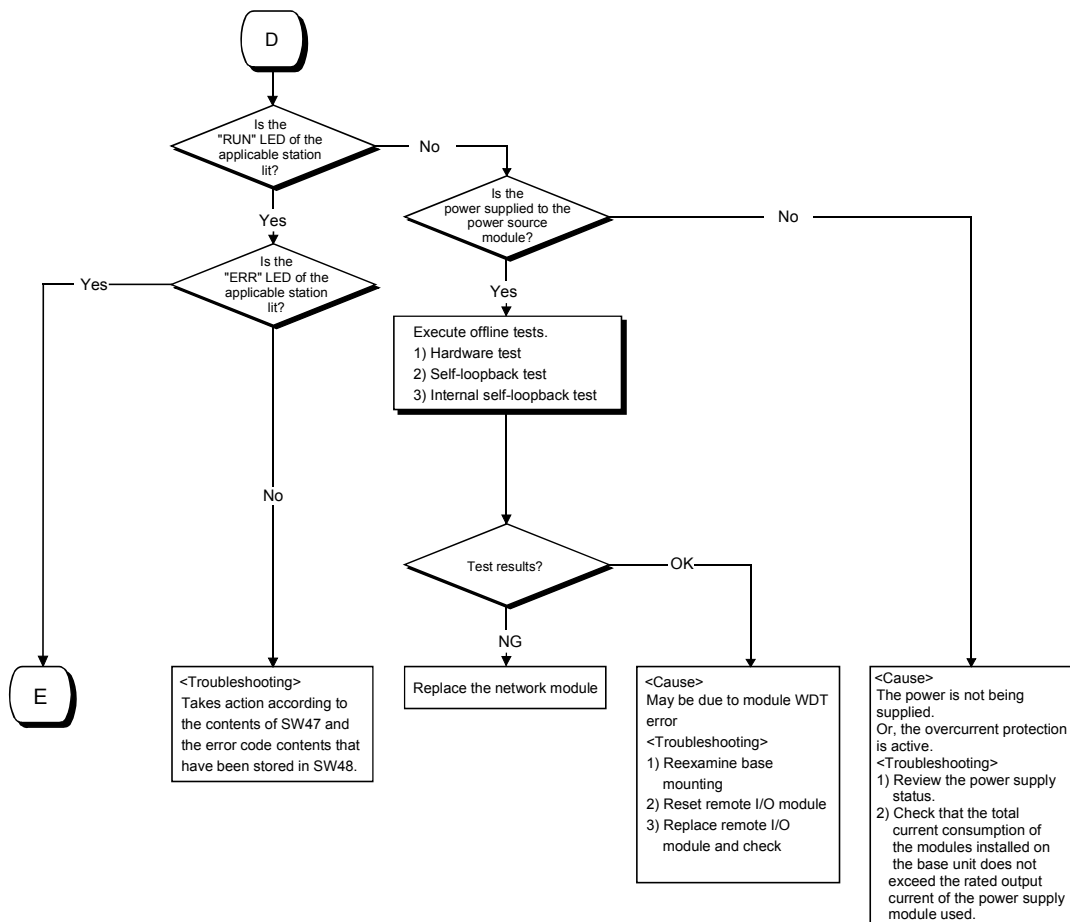 D
Is the
"RUN" LED of the
applicable station
lit?
No
Yes
Is the
power supplied to the
power source
module?
No
Yes
Is the
"ERR" LED of the
applicable station
lit?
Yes
No
Execute offline tests.
1) Hardware test
2) Self-loopback test
3) Internal self-loopback test
Test results?
OK
NG
E
<Troubleshooting>
Takes action according to
the contents of SW47 and
the error code contents that
have been stored in SW48.
Replace the network module
<Cause>
May be due to module WDT
error
<Troubleshooting>
1) Reexamine base
mounting
2) Reset remote I/O module
3) Replace remote I/O
module and check
<Cause>
The power is not being
supplied.
Or, the overcurrent protection
is active.
<Troubleshooting>
1) Review the power supply
status.
2) Check that the total
current consumption of
the modules installed on
the base unit does not
exceed the rated output
current of the power supply
module used.